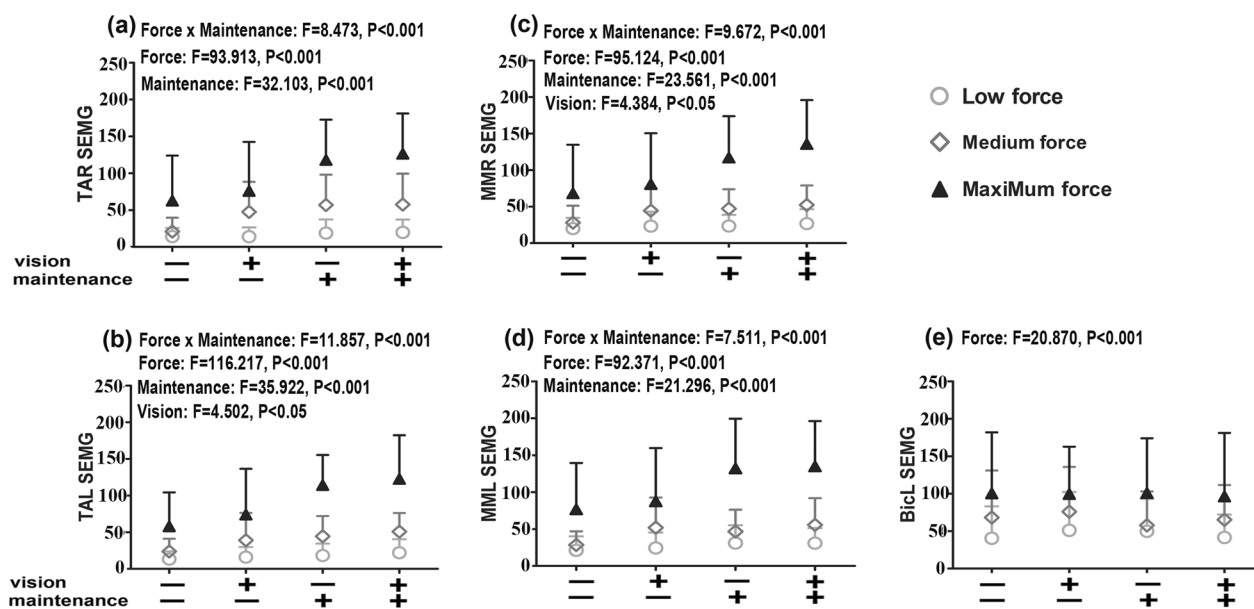 (a)
Force x Maintenance: F=8.473, P<0.001
Force: F=93.913, P<0.001
Maintenance: F=32.103, P<0.001
TAR SEMG
250
200
150
100
50
0
vision — + — +
maintenance — — + +
(c)
Force x Maintenance: F=9.672, P<0.001
Force: F=95.124, P<0.001
Maintenance: F=23.561, P<0.001
Vision: F=4.384, P<0.05
MMR SEMG
250
200
150
100
50
0
— + — +
— — + +
Low force
Medium force
MaxiMum force
(b)
Force x Maintenance: F=11.857, P<0.001
Force: F=116.217, P<0.001
Maintenance: F=35.922, P<0.001
Vision: F=4.502, P<0.05
TAL SEMG
250
200
150
100
50
0
vision — + — +
maintenance — — + +
(d)
Force x Maintenance: F=7.511, P<0.001
Force: F=92.371, P<0.001
Maintenance: F=21.296, P<0.001
MML SEMG
250
200
150
100
50
0
— + — +
— — + +
(e)
Force: F=20.870, P<0.001
BicL SEMG
250
200
150
100
50
0
— + — +
— — + +